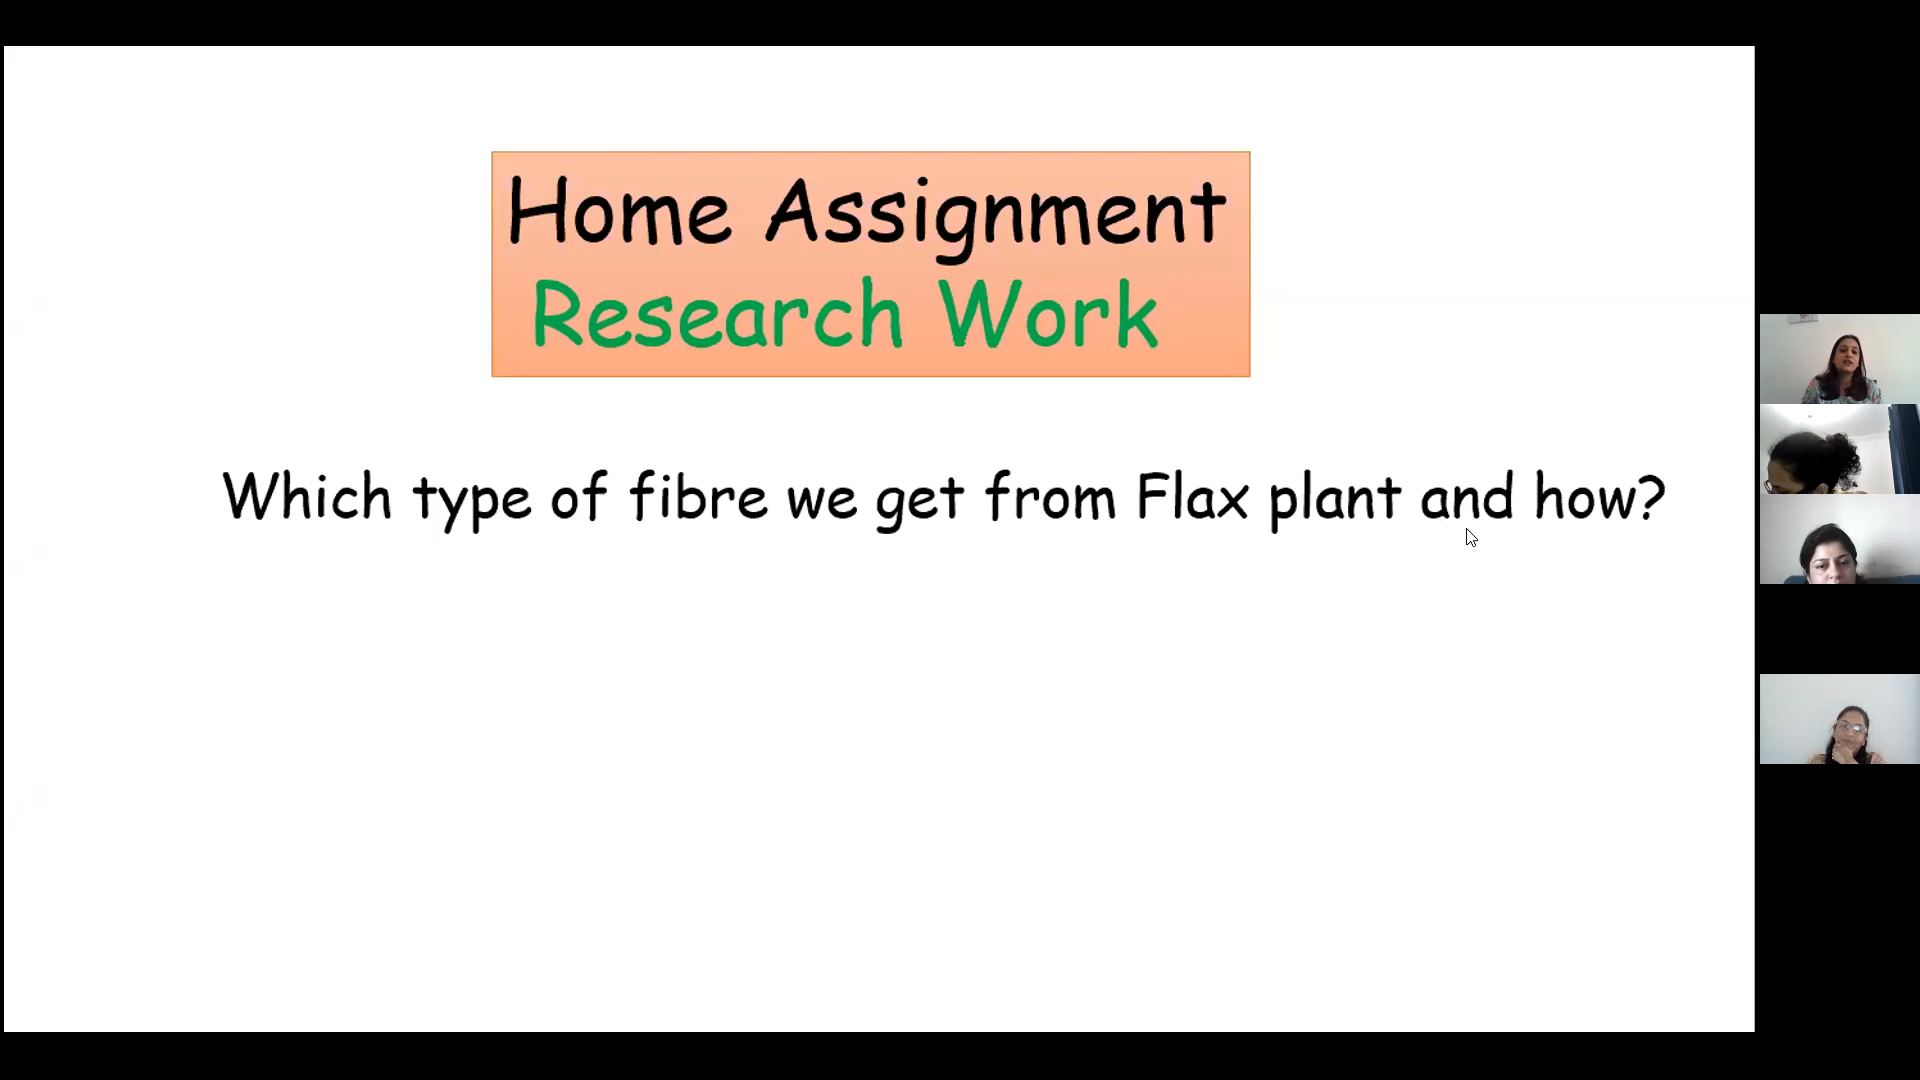 Home Assignment
Research Work
Which type of fibre we get from Flax plant and how?